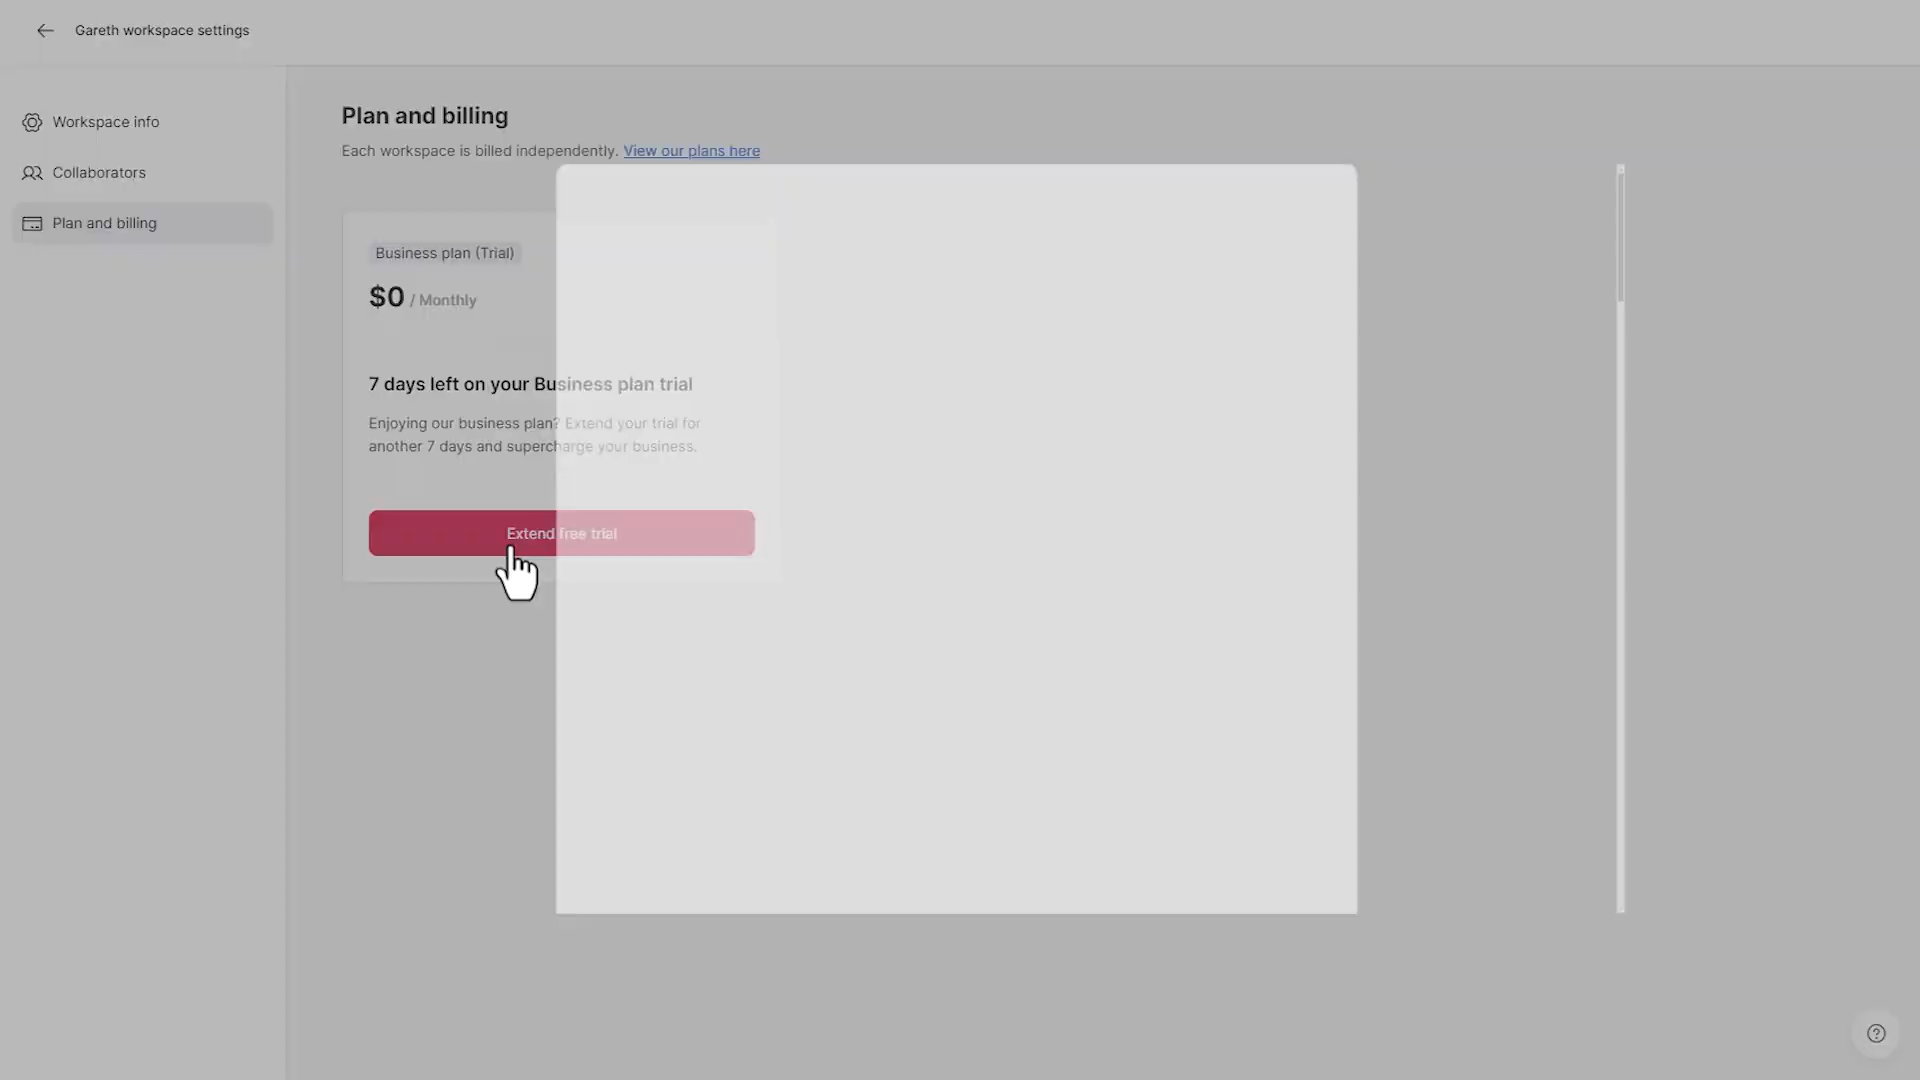 Gareth workspace settings
Workspace info
Collaborators
Plan and billing
Plan and billing
Each workspace is billed independently. View our plans here
Business plan (Trial)
$0 / Monthly
7 days left on your Business plan trial
Enjoying our business plan? Extend your trial for
another 7 days and supercharge your business.
Extend free trial